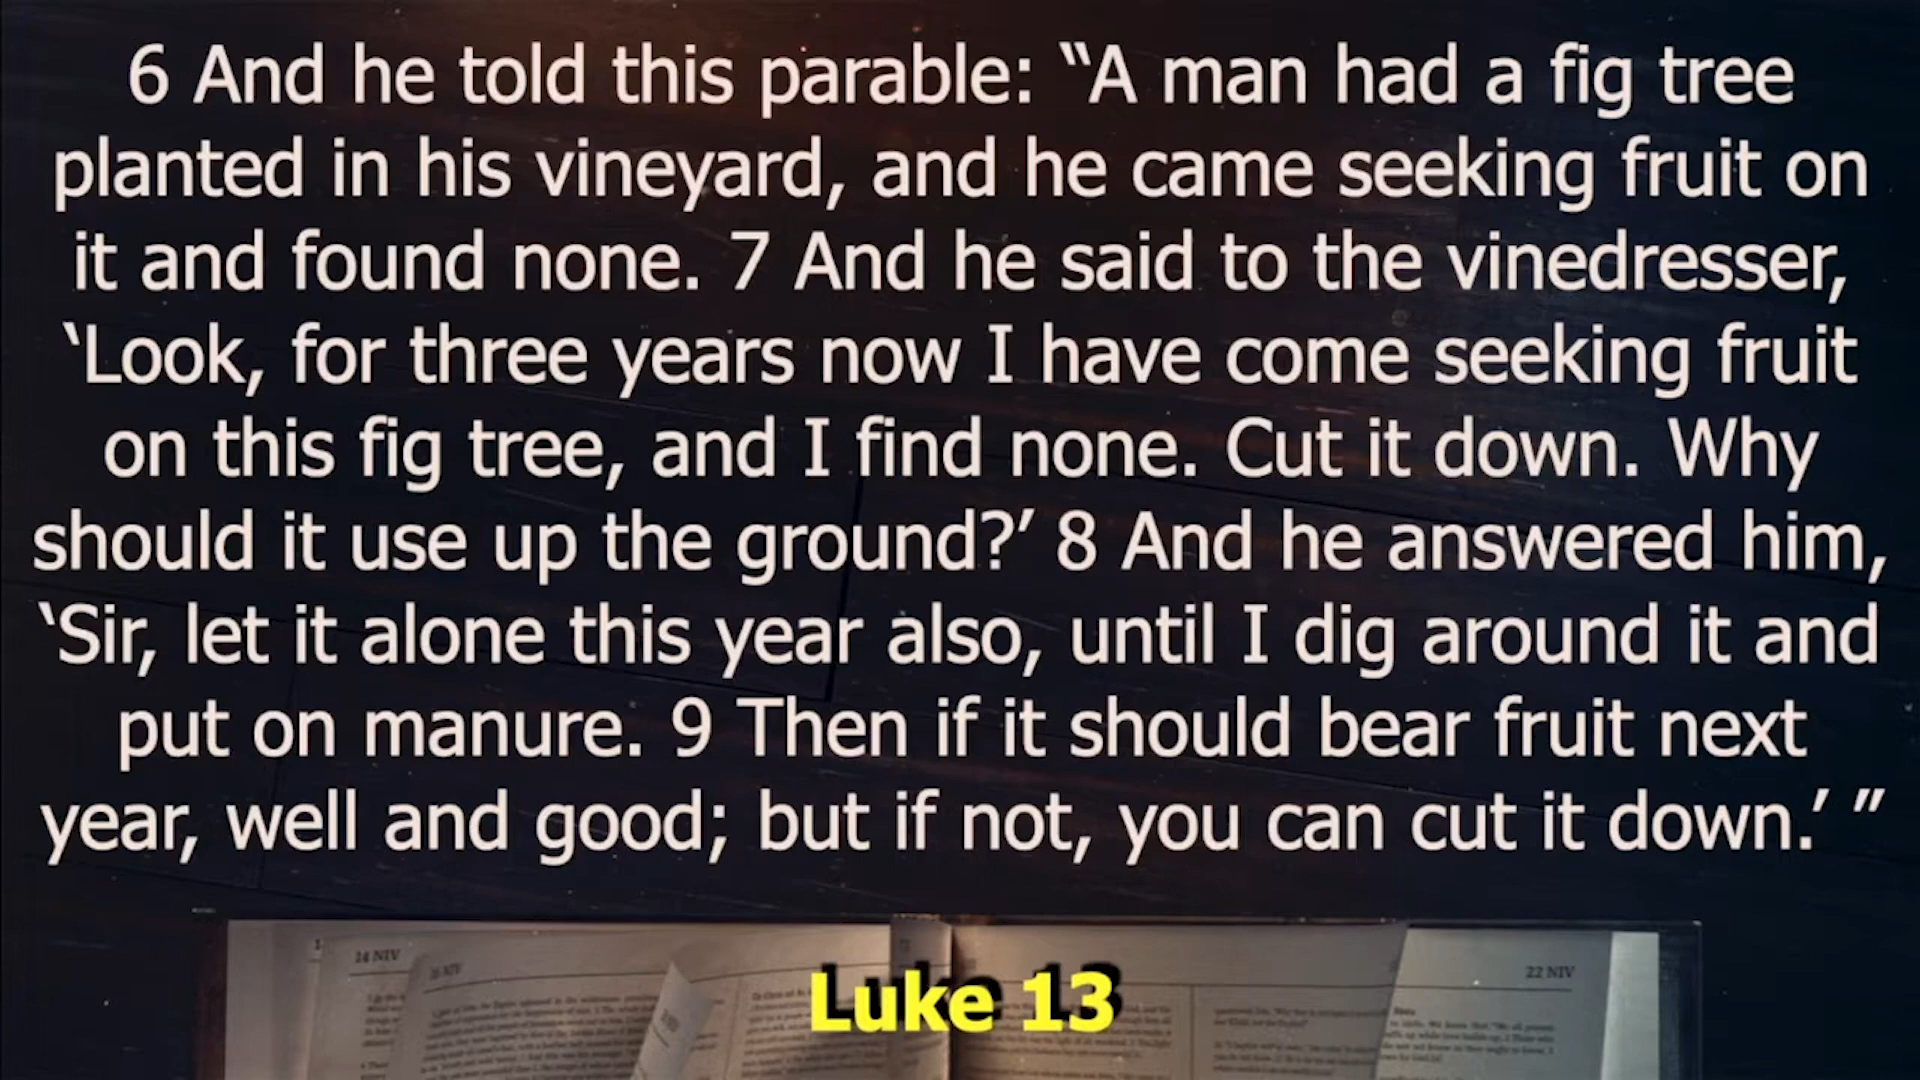 6 And he told this parable: “A man had a fig tree
planted in his vineyard, and he came seeking fruit on
it and found none. 7 And he said to the vinedresser,
‘Look, for three years now I have come seeking fruit
on this fig tree, and I find none. Cut it down. Why
should it use up the ground?’ 8 And he answered him,
‘Sir, let it alone this year also, until I dig around it and
put on manure. 9 Then if it should bear fruit next
year, well and good; but if not, you can cut it down.’ ”
14 NIV
22 NIV
Luke 13